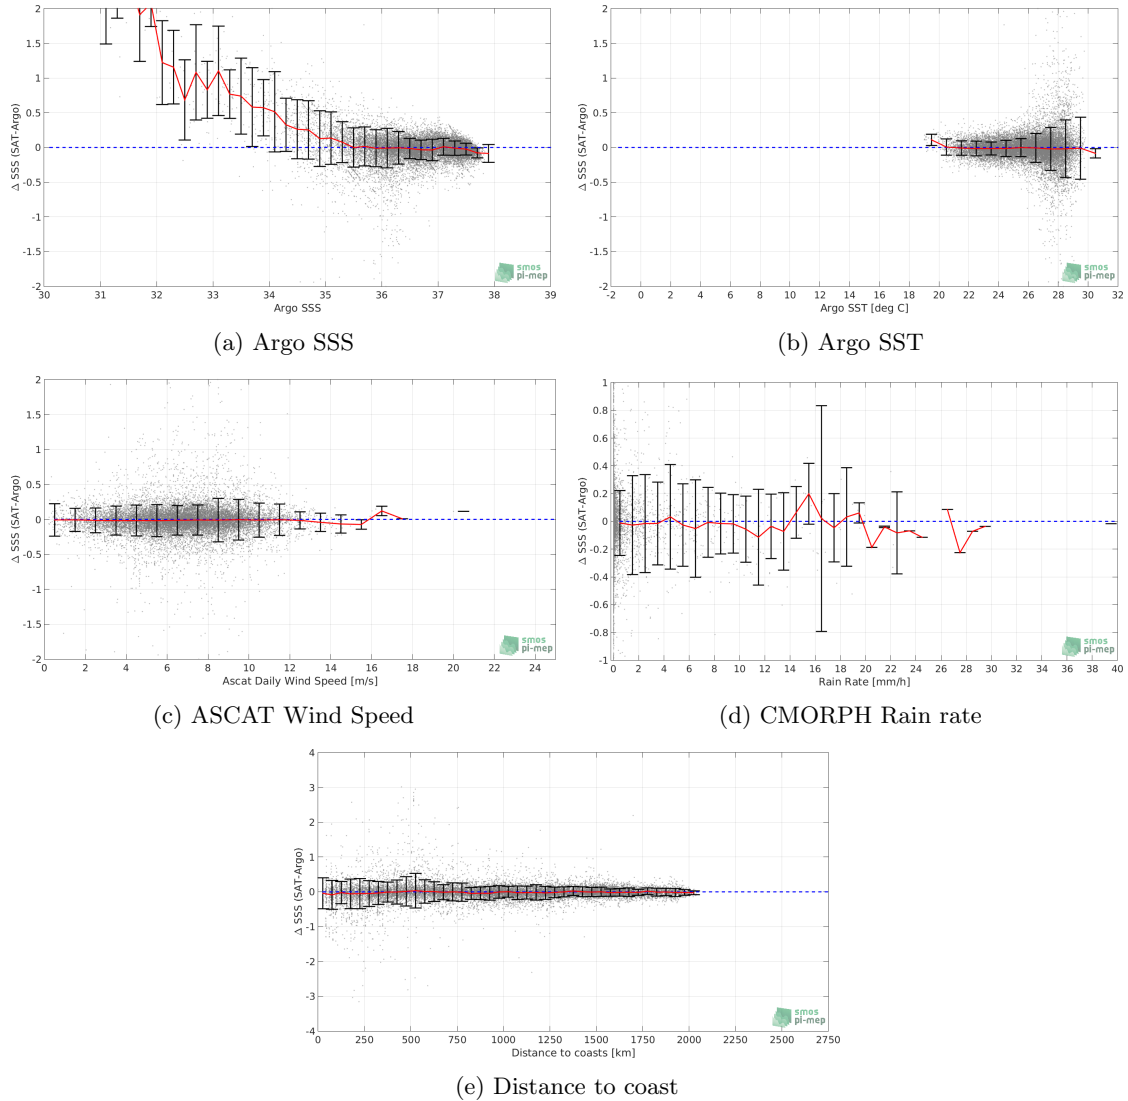 2
1.5
1
0.5
0
-0.5
-1
-1.5
2
Δ SSS (SAT-Argo)
30 31 32 33 34 35 36 37 38 39
Argo SSS
smos
pi-mep
(a) Argo SSS
2
1.5
1
0.5
0
-0.5
-1
-1.5
-2
Δ SSS (SAT-Argo)
-2 0 2 4 6 8 10 12 14 16 18 20 22 24 26 28 30 32
Argo SST [deg C]
smos
pi-mep
(b) Argo SST
2
1.5
1
0.5
0
-0.5
-1
-1.5
-2
Δ SSS (SAT-Argo)
0 2 4 6 8 10 12 14 16 18 20 22 24
Ascat Daily Wind Speed [m/s]
smos
pi-mep
(c) ASCAT Wind Speed
1
0.8
0.6
0.4
0.2
0
-0.2
-0.4
-0.6
-0.8
-1
Δ SSS (SAT-Argo)
0 2 4 6 8 10 12 14 16 18 20 22 24 26 28 30 32 34 36 38 40
Rain Rate [mm/h]
smos
pi-mep
(d) CMORPH Rain rate
4
3
2
1
0
-1
-2
-3
-4
Δ SSS (SAT-Argo)
0 250 500 750 1000 1250 1500 1750 2000 2250 2500 2750
Distance to coasts [km]
smos
pi-mep
(e) Distance to coast